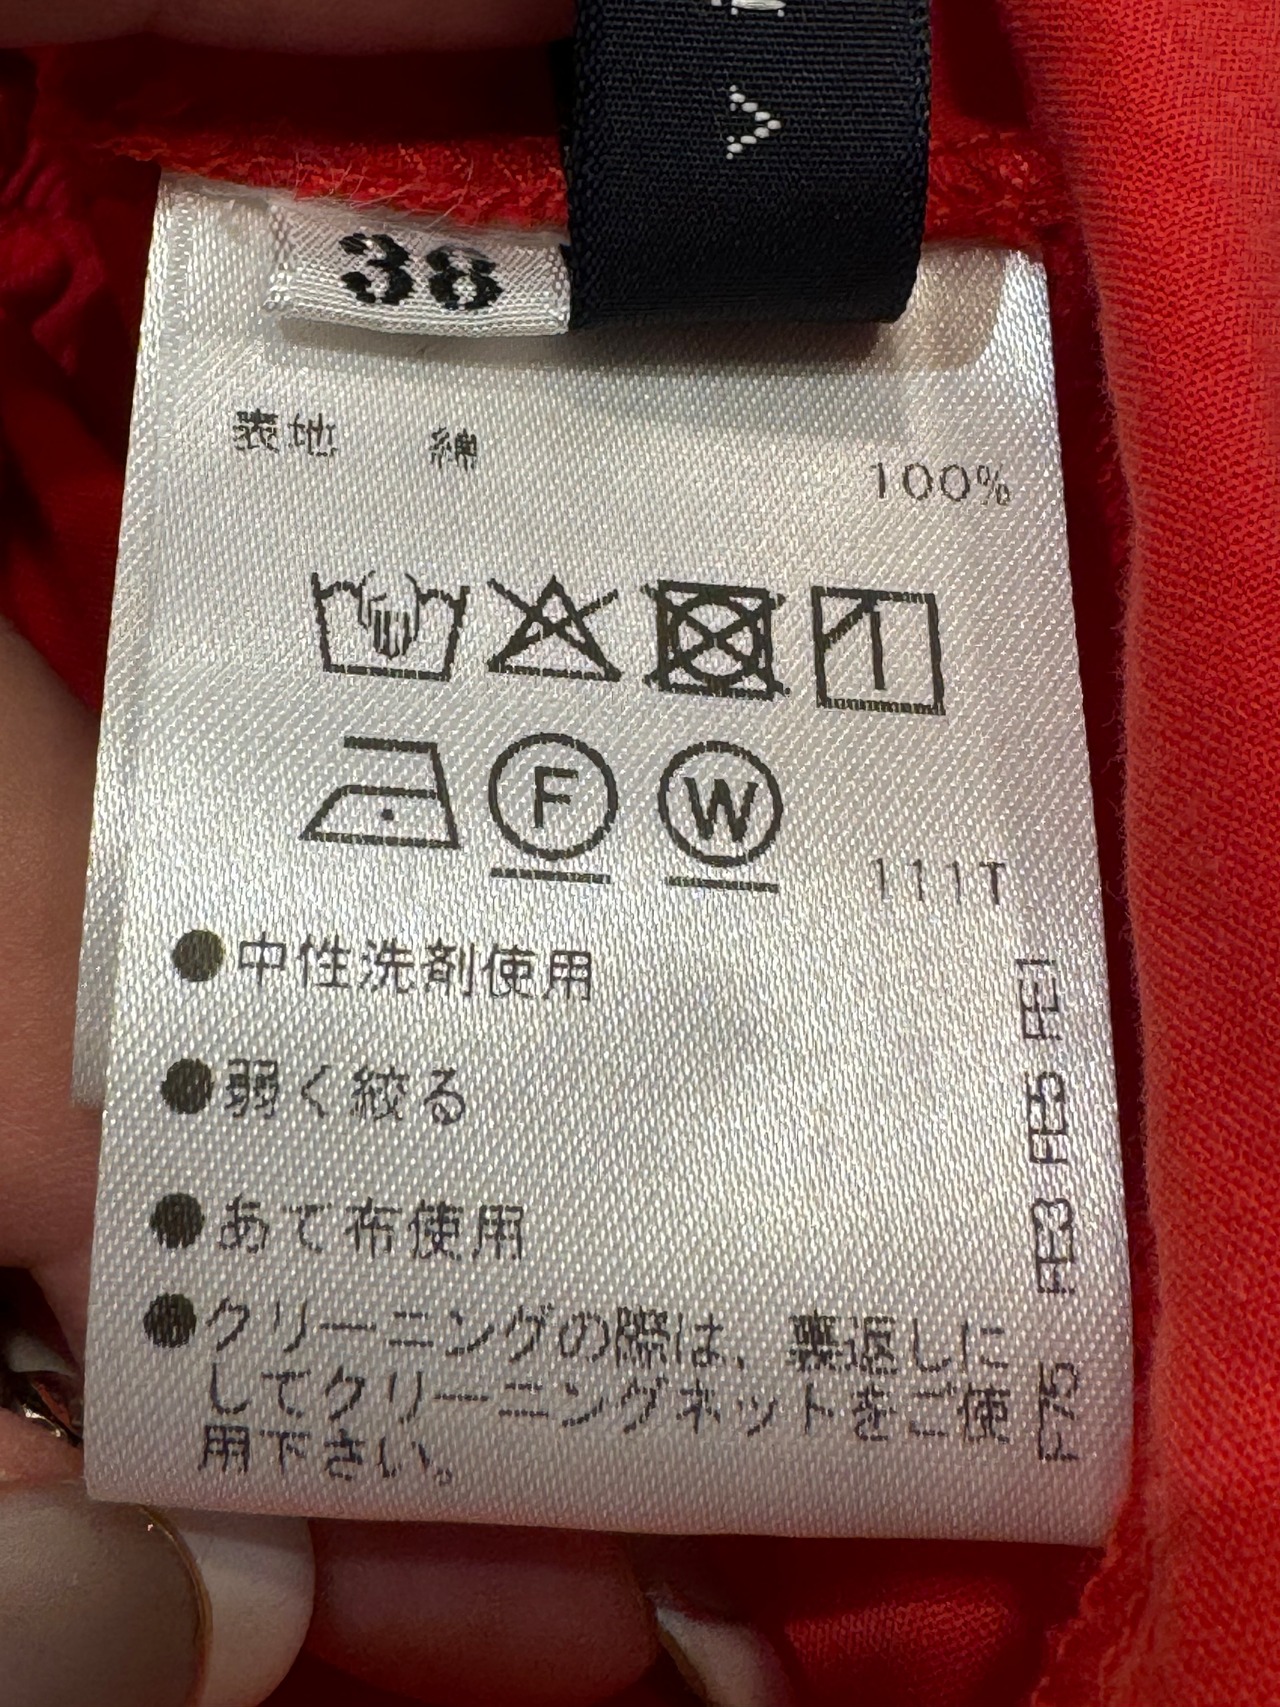 38
表地 綿 100%
F
W
111T
●中性洗剤使用
●弱く絞る
●あて布使用
●クリーニングの際は、裏返しに
してクリーニングネットをご使
用下さい。